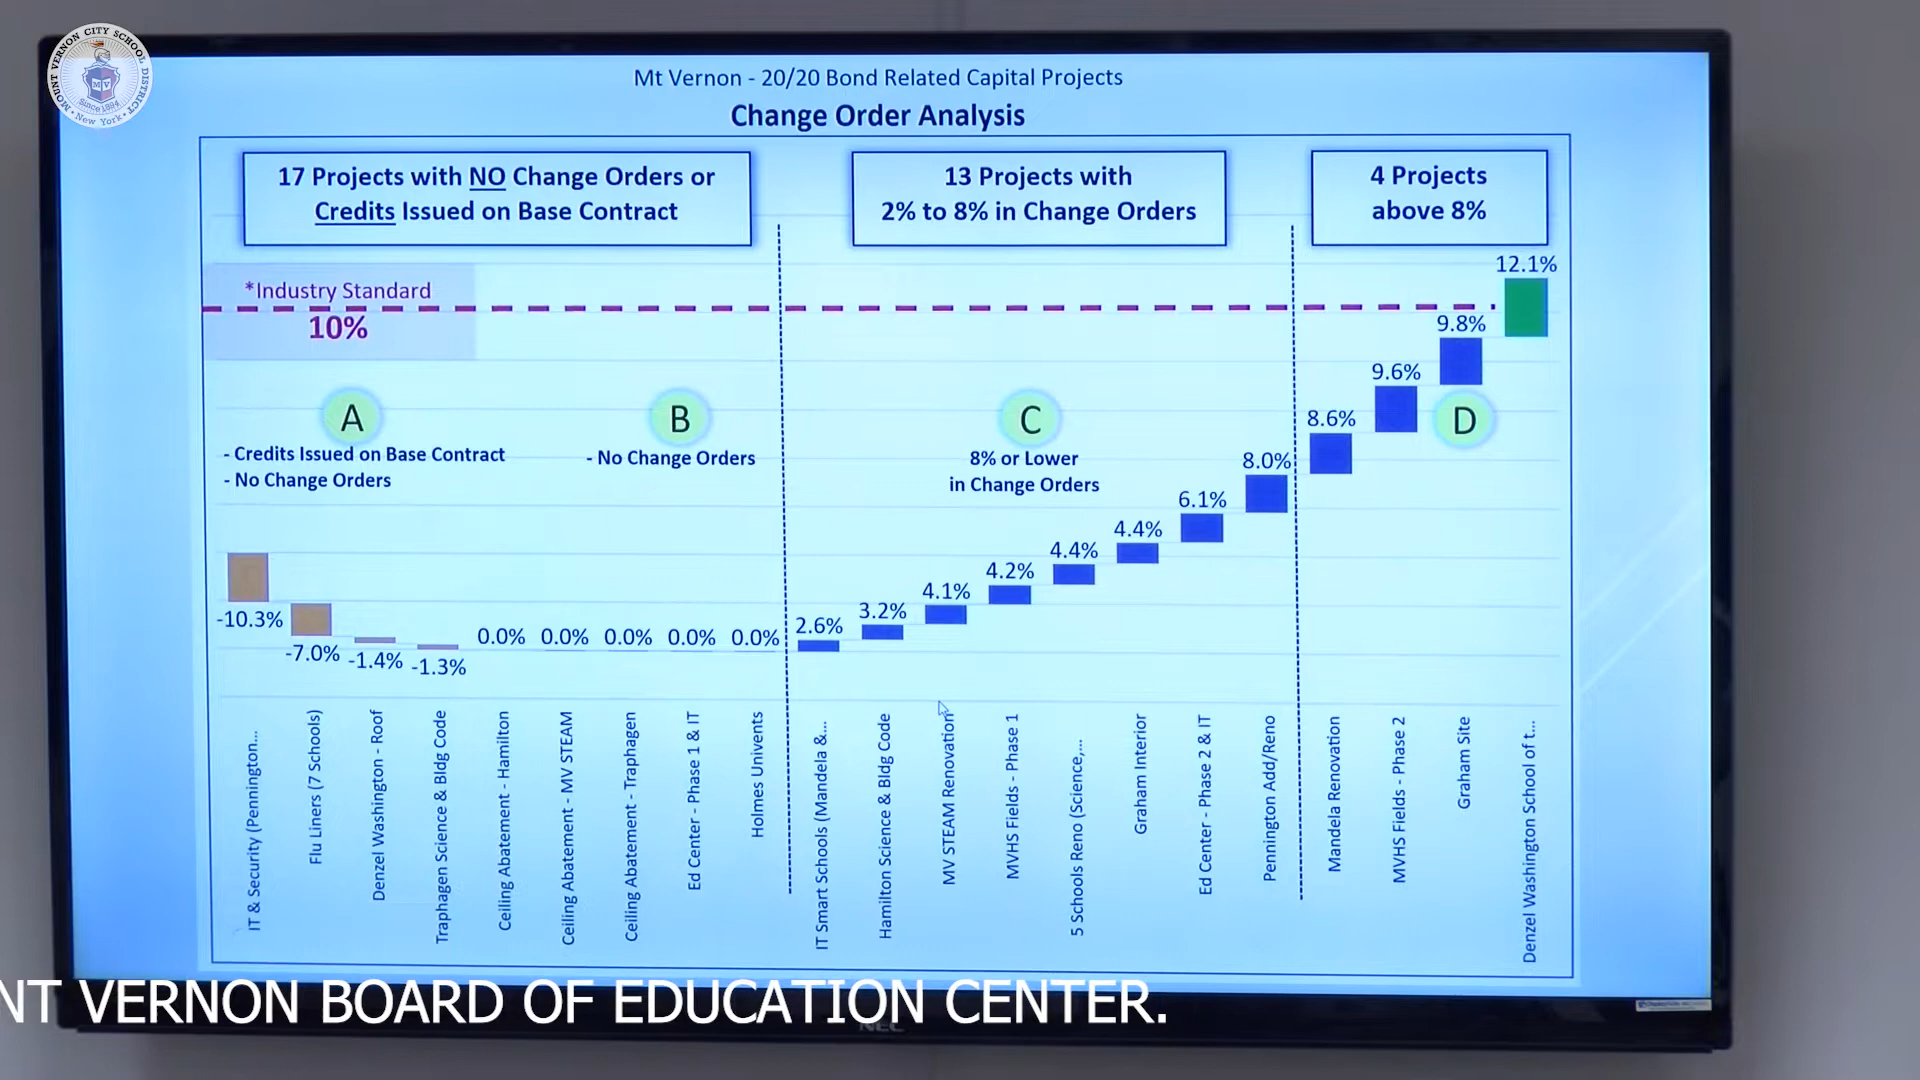 MOUNT VERNON CITY SCHOOL DISTRICT
MV
Since 1894
New York
Mt Vernon - 20/20 Bond Related Capital Projects
Change Order Analysis
17 Projects with NO Change Orders or
Credits Issued on Base Contract
13 Projects with
2% to 8% in Change Orders
4 Projects
above 8%
*Industry Standard
10%
A
- Credits Issued on Base Contract
- No Change Orders
B
- No Change Orders
C
8% or Lower
in Change Orders
D
-10.3%
-7.0%
-1.4%
-1.3%
0.0%
0.0%
0.0%
0.0%
0.0%
2.6%
3.2%
4.1%
4.2%
4.4%
4.4%
6.1%
8.0%
8.6%
9.6%
9.8%
12.1%
IT & Security (Pennington...
Flu Liners (7 Schools)
Denzel Washington - Roof
Traphagen Science & Bldg Code
Ceiling Abatement - Hamilton
Ceiling Abatement - MV STEAM
Ceiling Abatement - Traphagen
Ed Center - Phase 1 & IT
Holmes Univents
IT Smart Schools (Mandela &...
Hamilton Science & Bldg Code
MV STEAM Renovation
MVHS Fields - Phase 1
5 Schools Reno (Science,...
Graham Interior
Ed Center - Phase 2 & IT
Pennington Add/Reno
Mandela Renovation
MVHS Fields - Phase 2
Graham Site
Denzel Washington School of t...
NT VERNON BOARD OF EDUCATION CENTER.
NEC